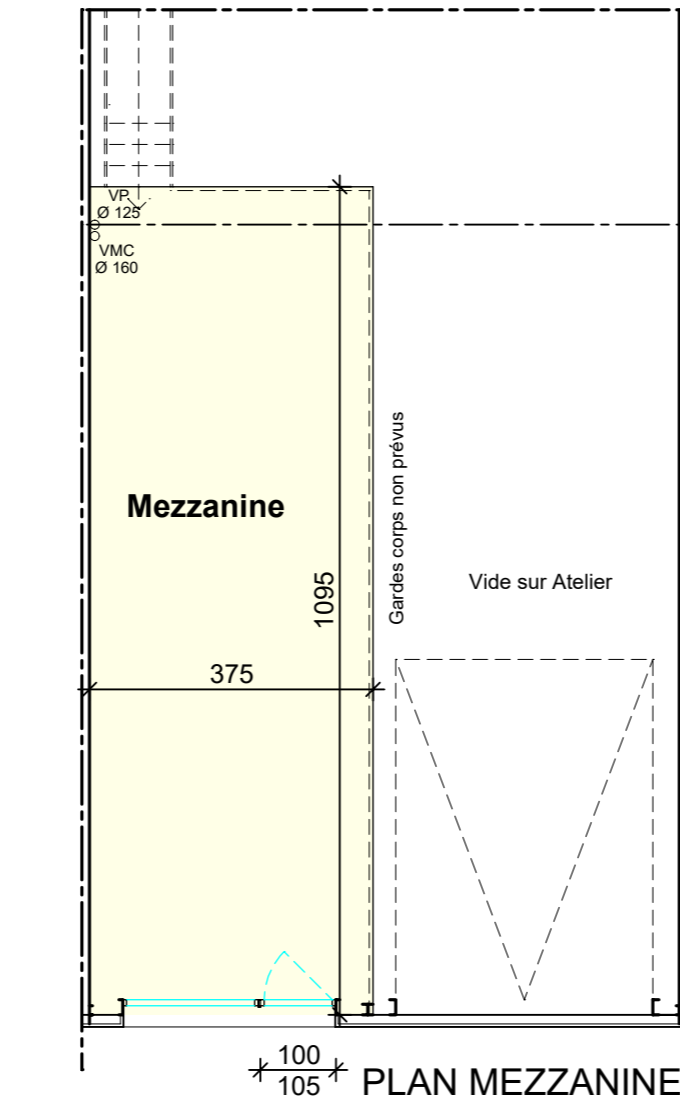 VP
Ø 125
VMC
Ø 160
Gardes corps non prévus
Mezzanine
Vide sur Atelier
1095
375
100
105
PLAN MEZZANINE